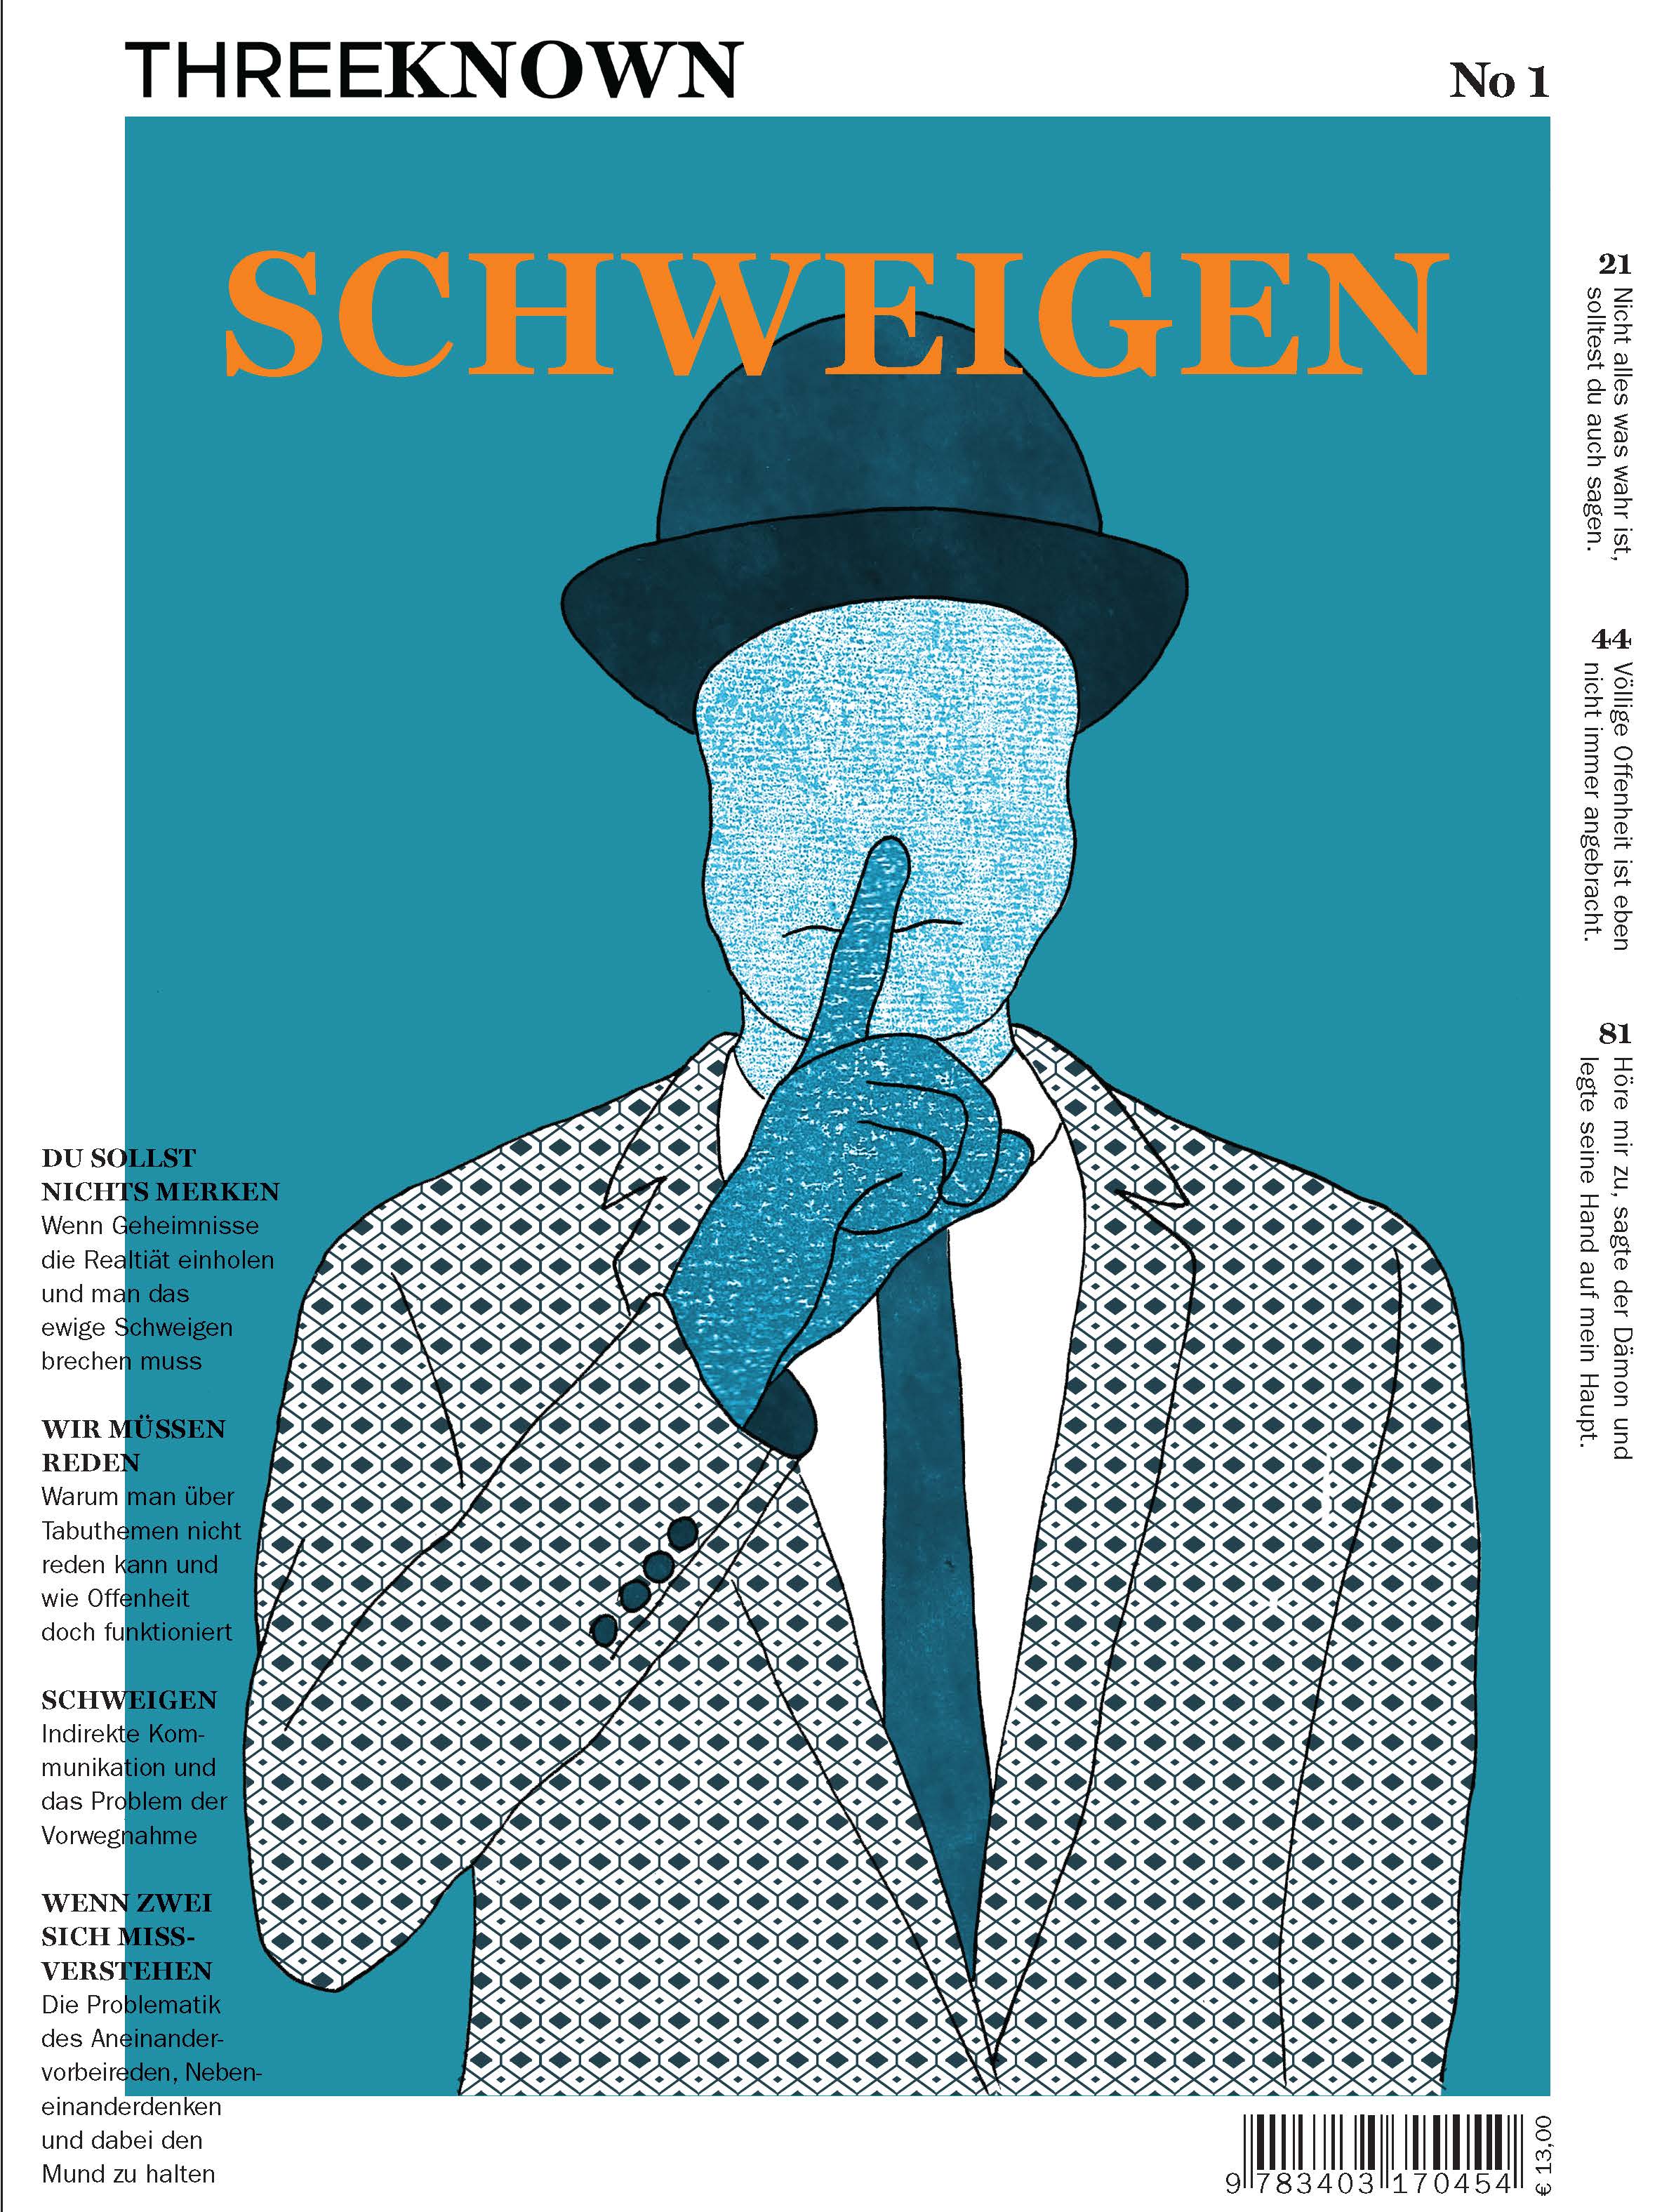 THREEKNOWN
No 1
SCHWEIGEN
21 Nicht alles was wahr ist,
solltest du auch sagen.
44 Völlige Offenheit ist eben
nicht immer angebracht.
81 Höre mir zu, sagte der Dämon und
legte seine Hand auf mein Haupt.
DU SOLLST
NICHTS MERKEN
Wenn Geheimnisse
die Realtiät einholen
und man das
ewige Schweigen
brechen muss
WIR MÜSSEN
REDEN
Warum man über
Tabuthemen nicht
reden kann und
wie Offenheit
doch funktioniert
SCHWEIGEN
Indirekte Kom-
munikation und
das Problem der
Vorwegnahme
WENN ZWEI
SICH MISS-
VERSTEHEN
Die Problematik
des Aneinander-
vorbeireden, Neben-
einanderdenken
und dabei den
Mund zu halten
9 783403 170454
€ 13,00